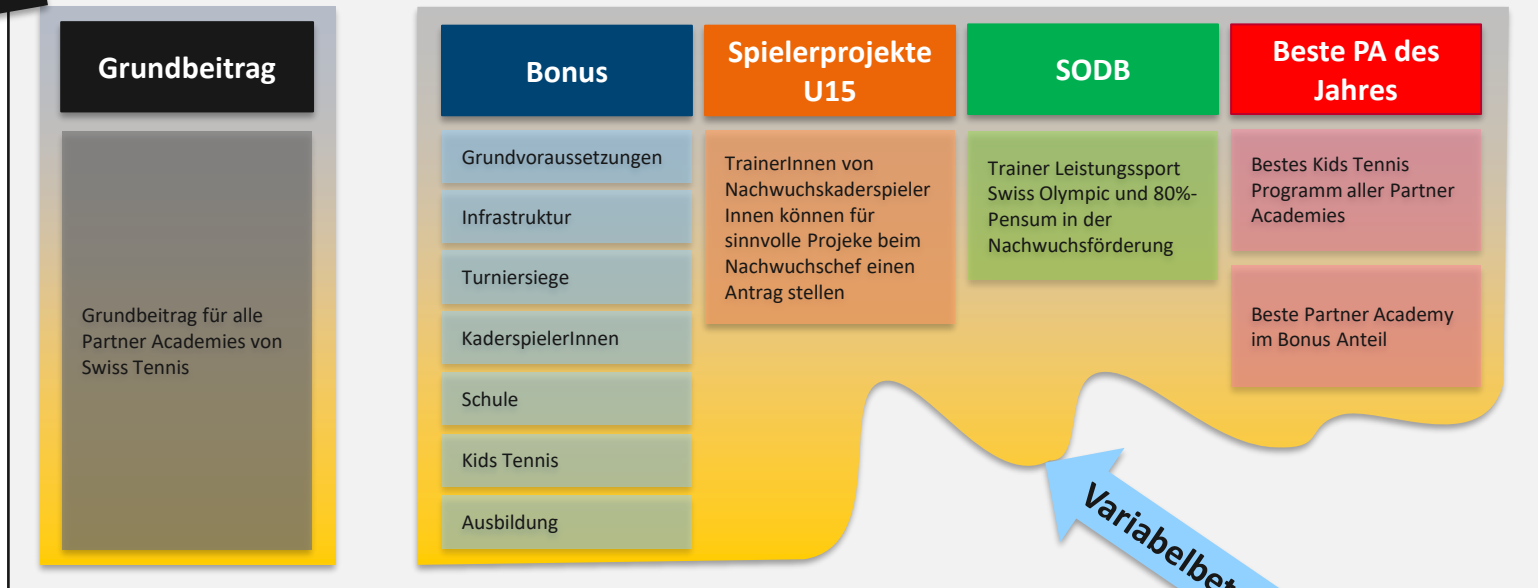 Grundbeitrag
Grundbeitrag für alle
Partner Academies von
Swiss Tennis
Bonus
Grundvoraussetzungen
Infrastruktur
Turniersiege
KaderspielerInnen
Schule
Kids Tennis
Ausbildung
Spielerprojekte
U15
TrainerInnen von
Nachwuchskaderspieler
Innen können für
sinnvolle Projeke beim
Nachwuchschef einen
Antrag stellen
SODB
Trainer Leistungssport
Swiss Olympic und 80%-
Pensum in der
Nachwuchsförderung
Beste PA des
Jahres
Bestes Kids Tennis
Programm aller Partner
Academies
Beste Partner Academy
im Bonus Anteil